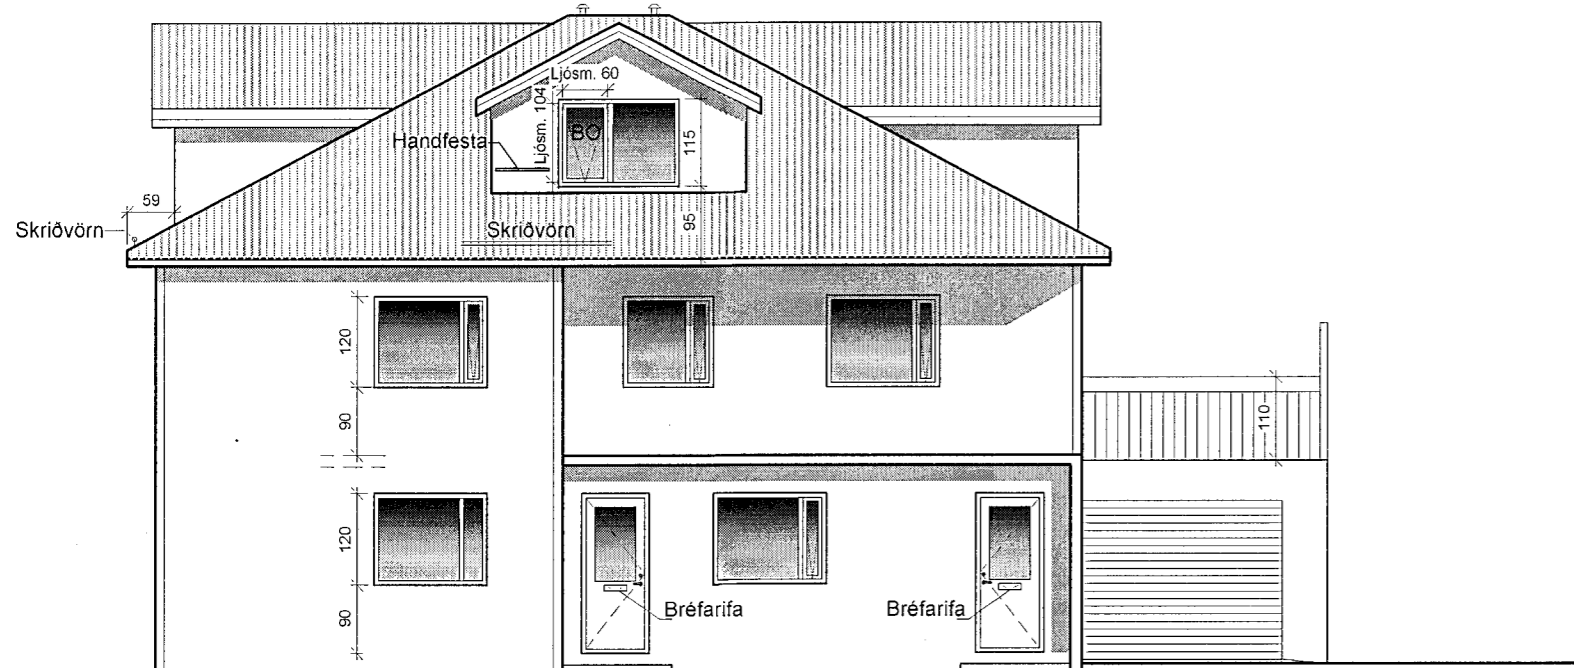 Ljósm. 60
Ljósm. 104
BO
Handfesta
115
59
Skriðvörn
Skriðvörn
95
120
90
110
120
90
Bréfarifa
Bréfarifa